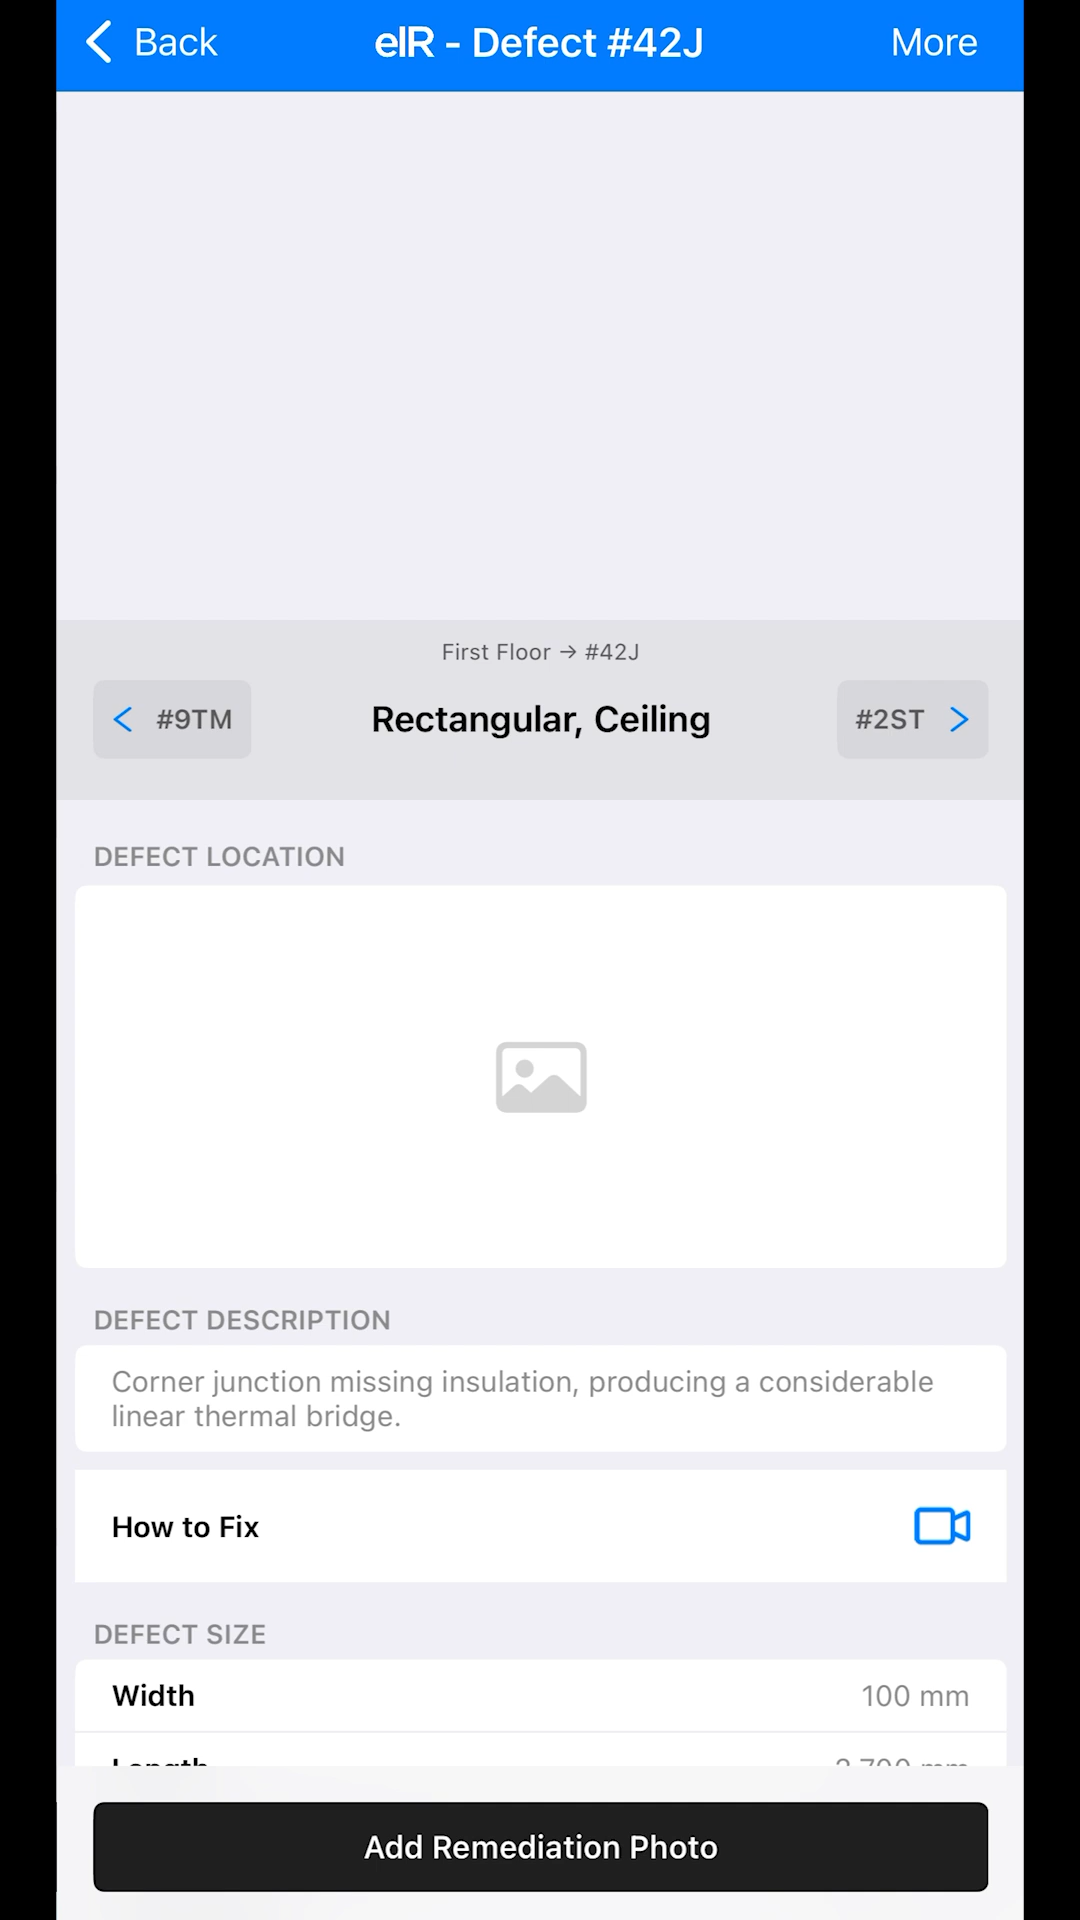 Back
eIR - Defect #42J
More
First Floor → #42J
#9TM
Rectangular, Ceiling
#2ST
DEFECT LOCATION
DEFECT DESCRIPTION
Corner junction missing insulation, producing a considerable
linear thermal bridge.
How to Fix
DEFECT SIZE
Width
100 mm
Length
Add Remediation Photo